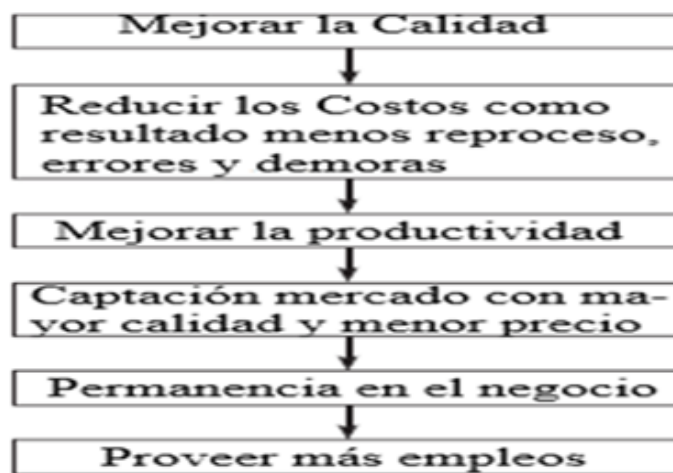 Mejorar la Calidad
Reducir los Costos como
resultado menos reproceso,
errores y demoras
Mejorar la productividad
Captación mercado con ma-
yor calidad y menor precio
Permanencia en el negocio
Proveer más empleos